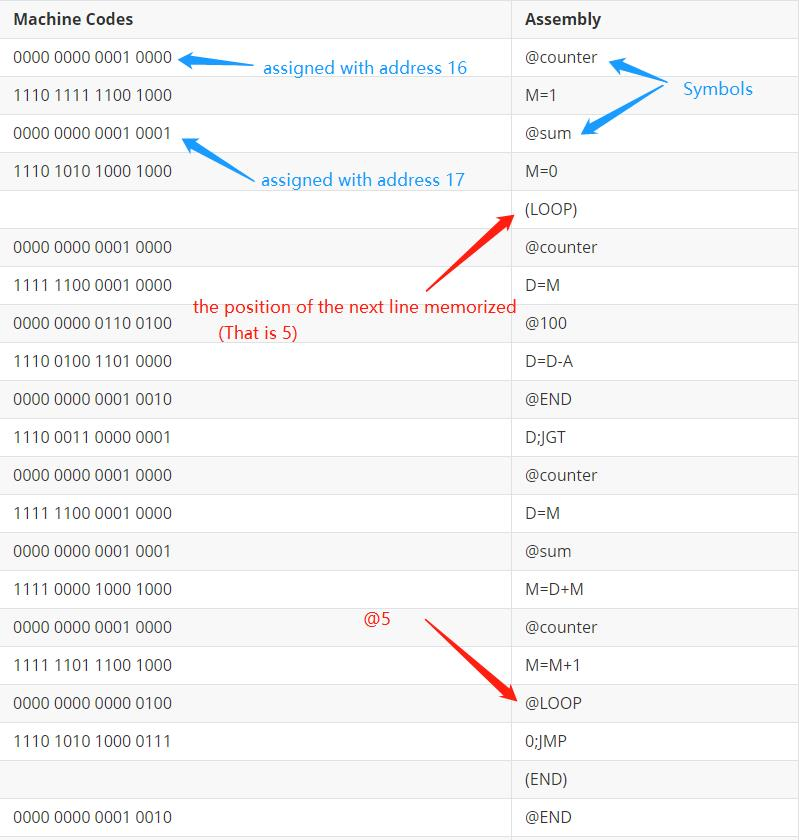 Machine Codes Assembly
0000 0000 0001 0000 @counter
assigned with address 16
Symbols
1110 1111 1100 1000 M=1
0000 0000 0001 0001 @sum
1110 1010 1000 1000 M=0
assigned with address 17
(LOOP)
0000 0000 0001 0000 @counter
1111 1100 0001 0000 D=M
the position of the next line memorized
(That is 5)
0000 0000 0110 0100 @100
1110 0100 1101 0000 D=D-A
0000 0000 0001 0010 @END
1110 0011 0000 0001 D;JGT
0000 0000 0001 0000 @counter
1111 1100 0001 0000 D=M
0000 0000 0001 0001 @sum
1111 0000 1000 1000 M=D+M
@5
0000 0000 0001 0000 @counter
1111 1101 1100 1000 M=M+1
0000 0000 0000 0100 @LOOP
1110 1010 1000 0111 0;JMP
(END)
0000 0000 0001 0010 @END